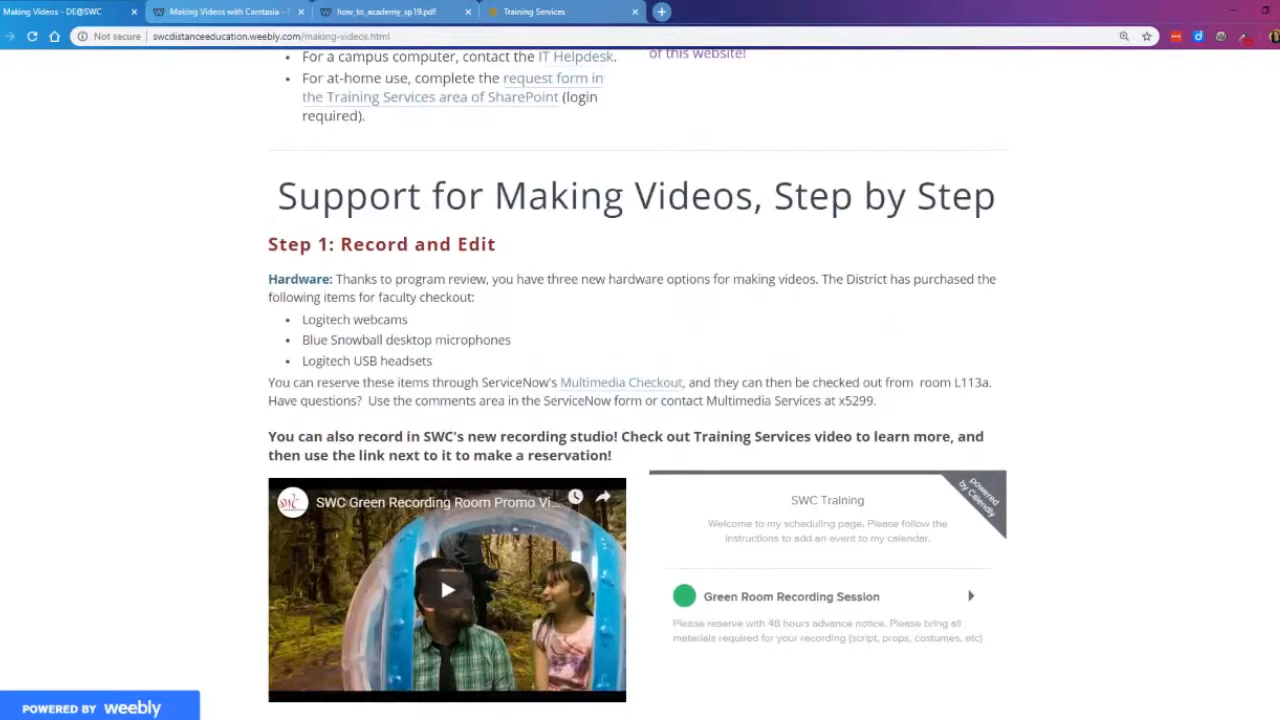 Making Videos - DE@SWC
Making Videos with Camtasia -
how_to_academy_sp19.pdf
Training Services
Not secure
swcdistanceeducation.weebly.com/making-videos.html
• For a campus computer, contact the IT Helpdesk.
of this website!
• For at-home use, complete the request form in
the Training Services area of SharePoint (login
required).
Support for Making Videos, Step by Step
Step 1: Record and Edit
Hardware: Thanks to program review, you have three new hardware options for making videos. The District has purchased the
following items for faculty checkout:
• Logitech webcams
• Blue Snowball desktop microphones
• Logitech USB headsets
You can reserve these items through ServiceNow's Multimedia Checkout, and they can then be checked out from room L113a.
Have questions? Use the comments area in the ServiceNow form or contact Multimedia Services at x5299.
You can also record in SWC's new recording studio! Check out Training Services video to learn more, and
then use the link next to it to make a reservation!
SWC Green Recording Room Promo Vi...
powered
by Calendly
SWC Training
Welcome to my scheduling page. Please follow the
instructions to add an event to my calendar.
Green Room Recording Session
Please reserve with 48 hours advance notice. Please bring all
materials required for your recording (script, props, costumes, etc)
POWERED BY weebly